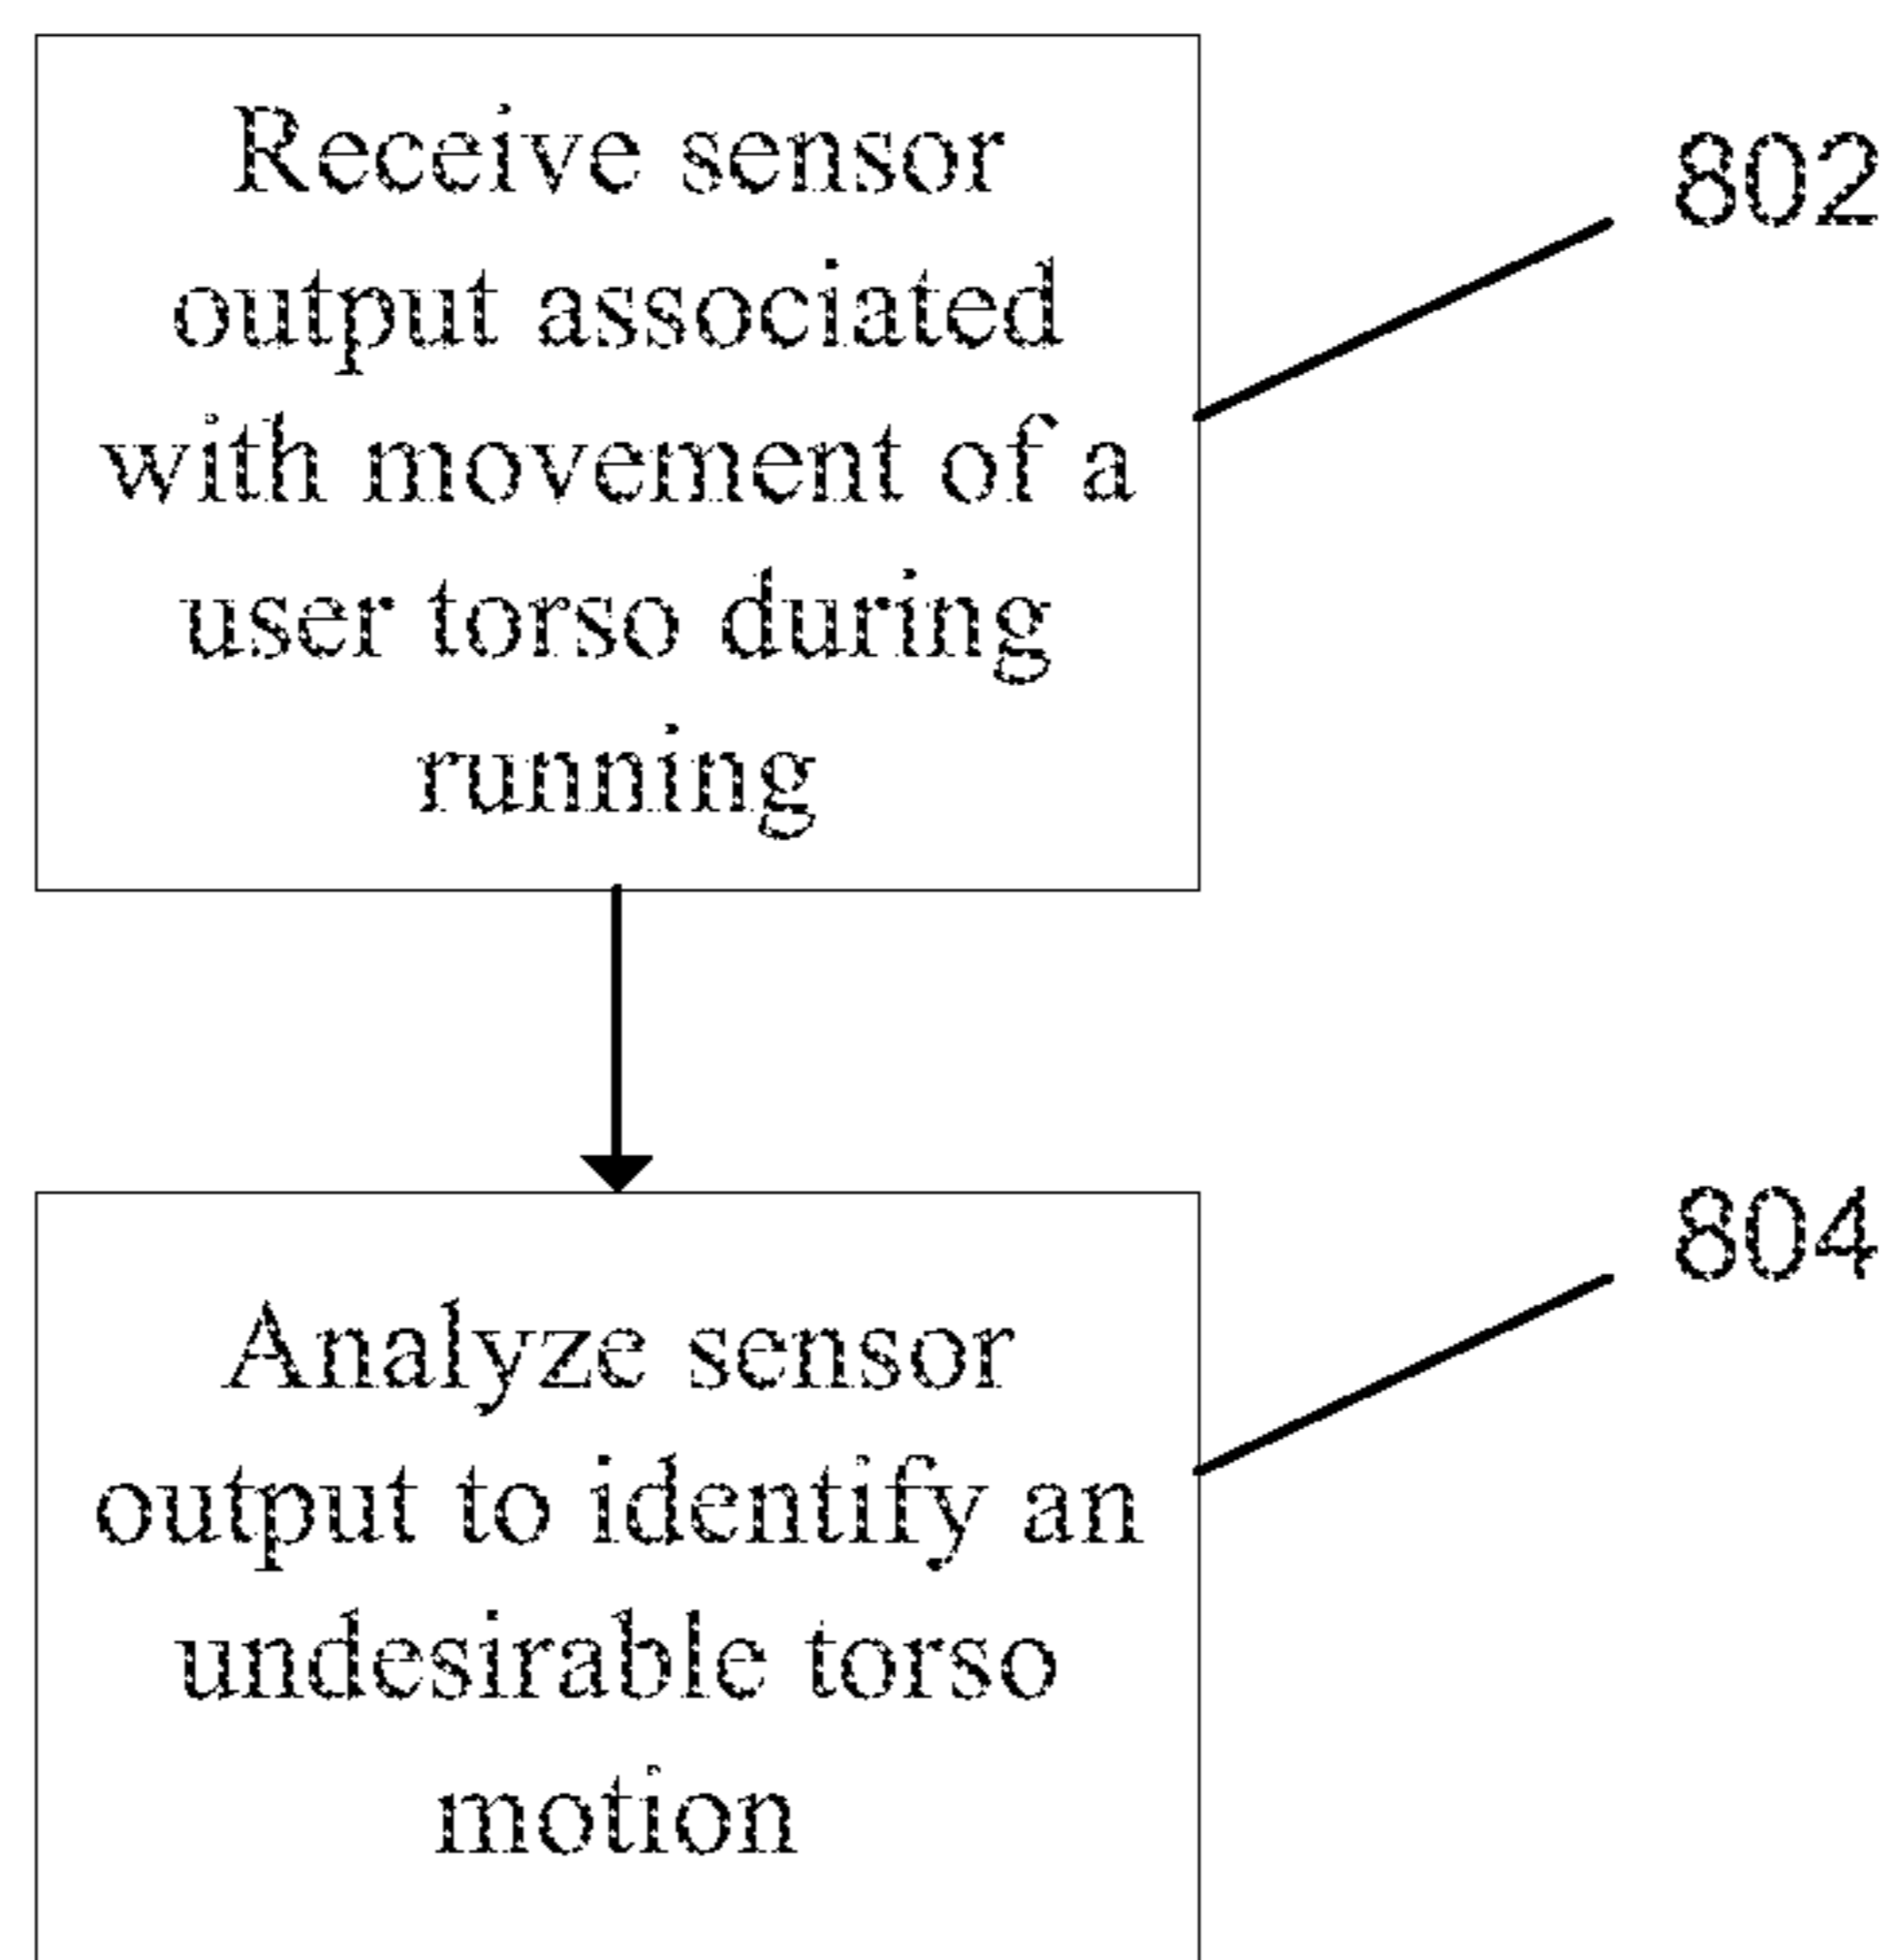 Receive sensor
output associated
with movement of a
user torso during
running
802
Analyze sensor
output to identify an
undesirable torso
motion
804